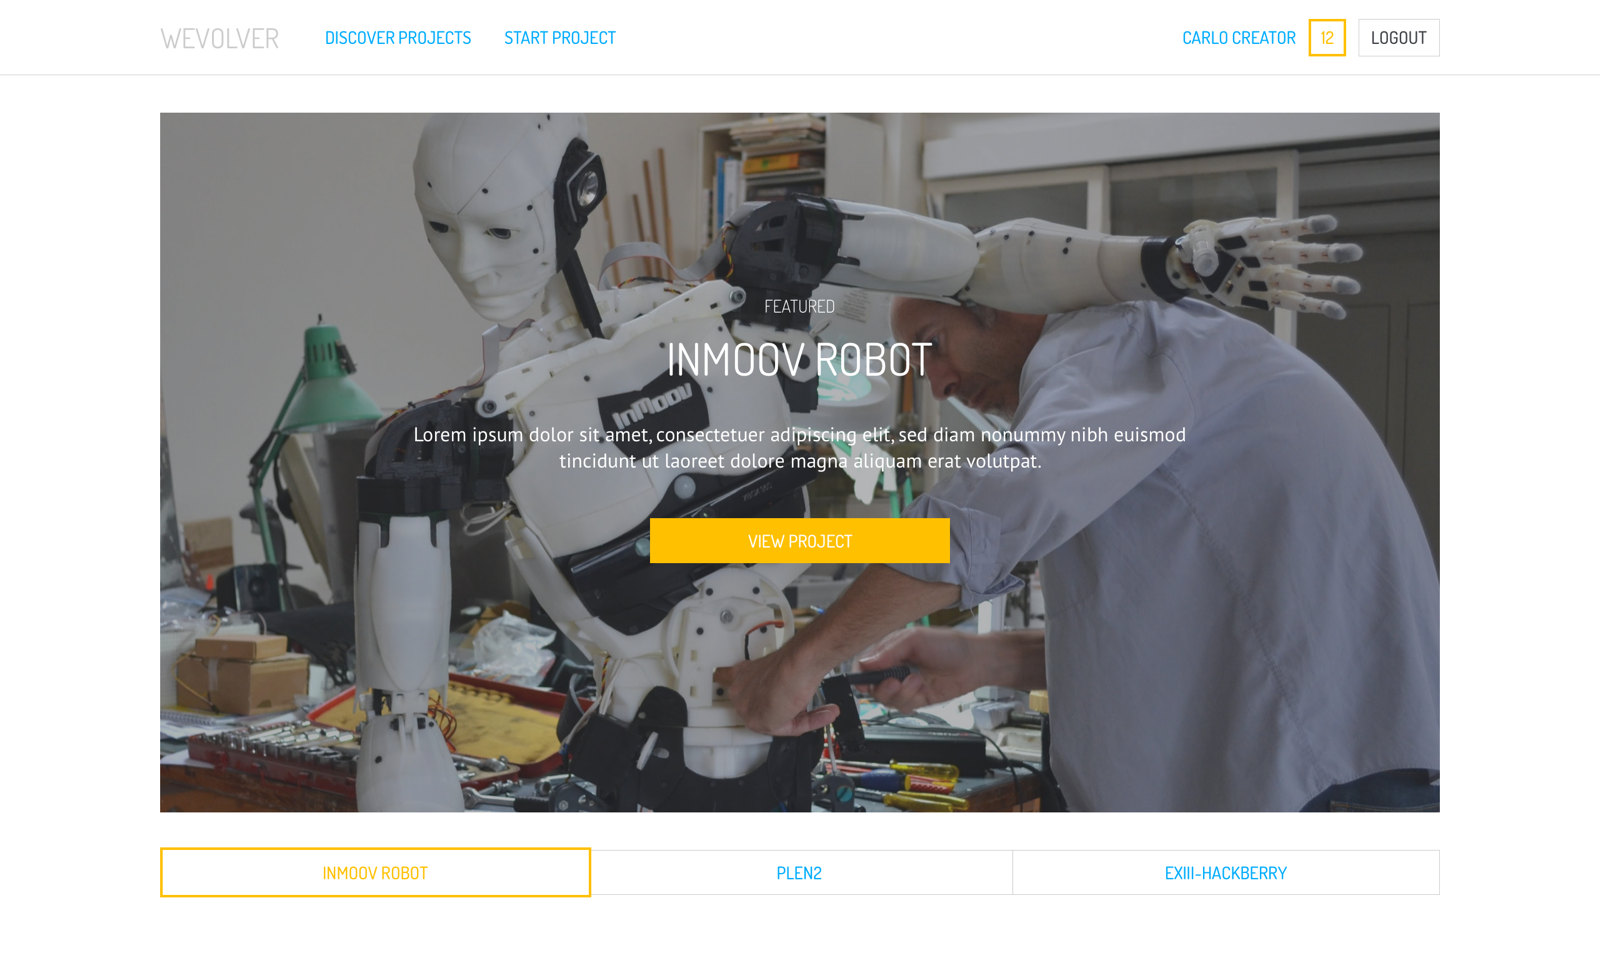 WEVOLVER
DISCOVER PROJECTS
START PROJECT
CARLO CREATOR
12
LOGOUT
FEATURED
INMOOV ROBOT
InMoov
Lorem ipsum dolor sit amet, consectetuer adipiscing elit, sed diam nonummy nibh euismod
tincidunt ut laoreet dolore magna aliquam erat volutpat.
VIEW PROJECT
INMOOV ROBOT
PLEN2
EXIII-HACKBERRY